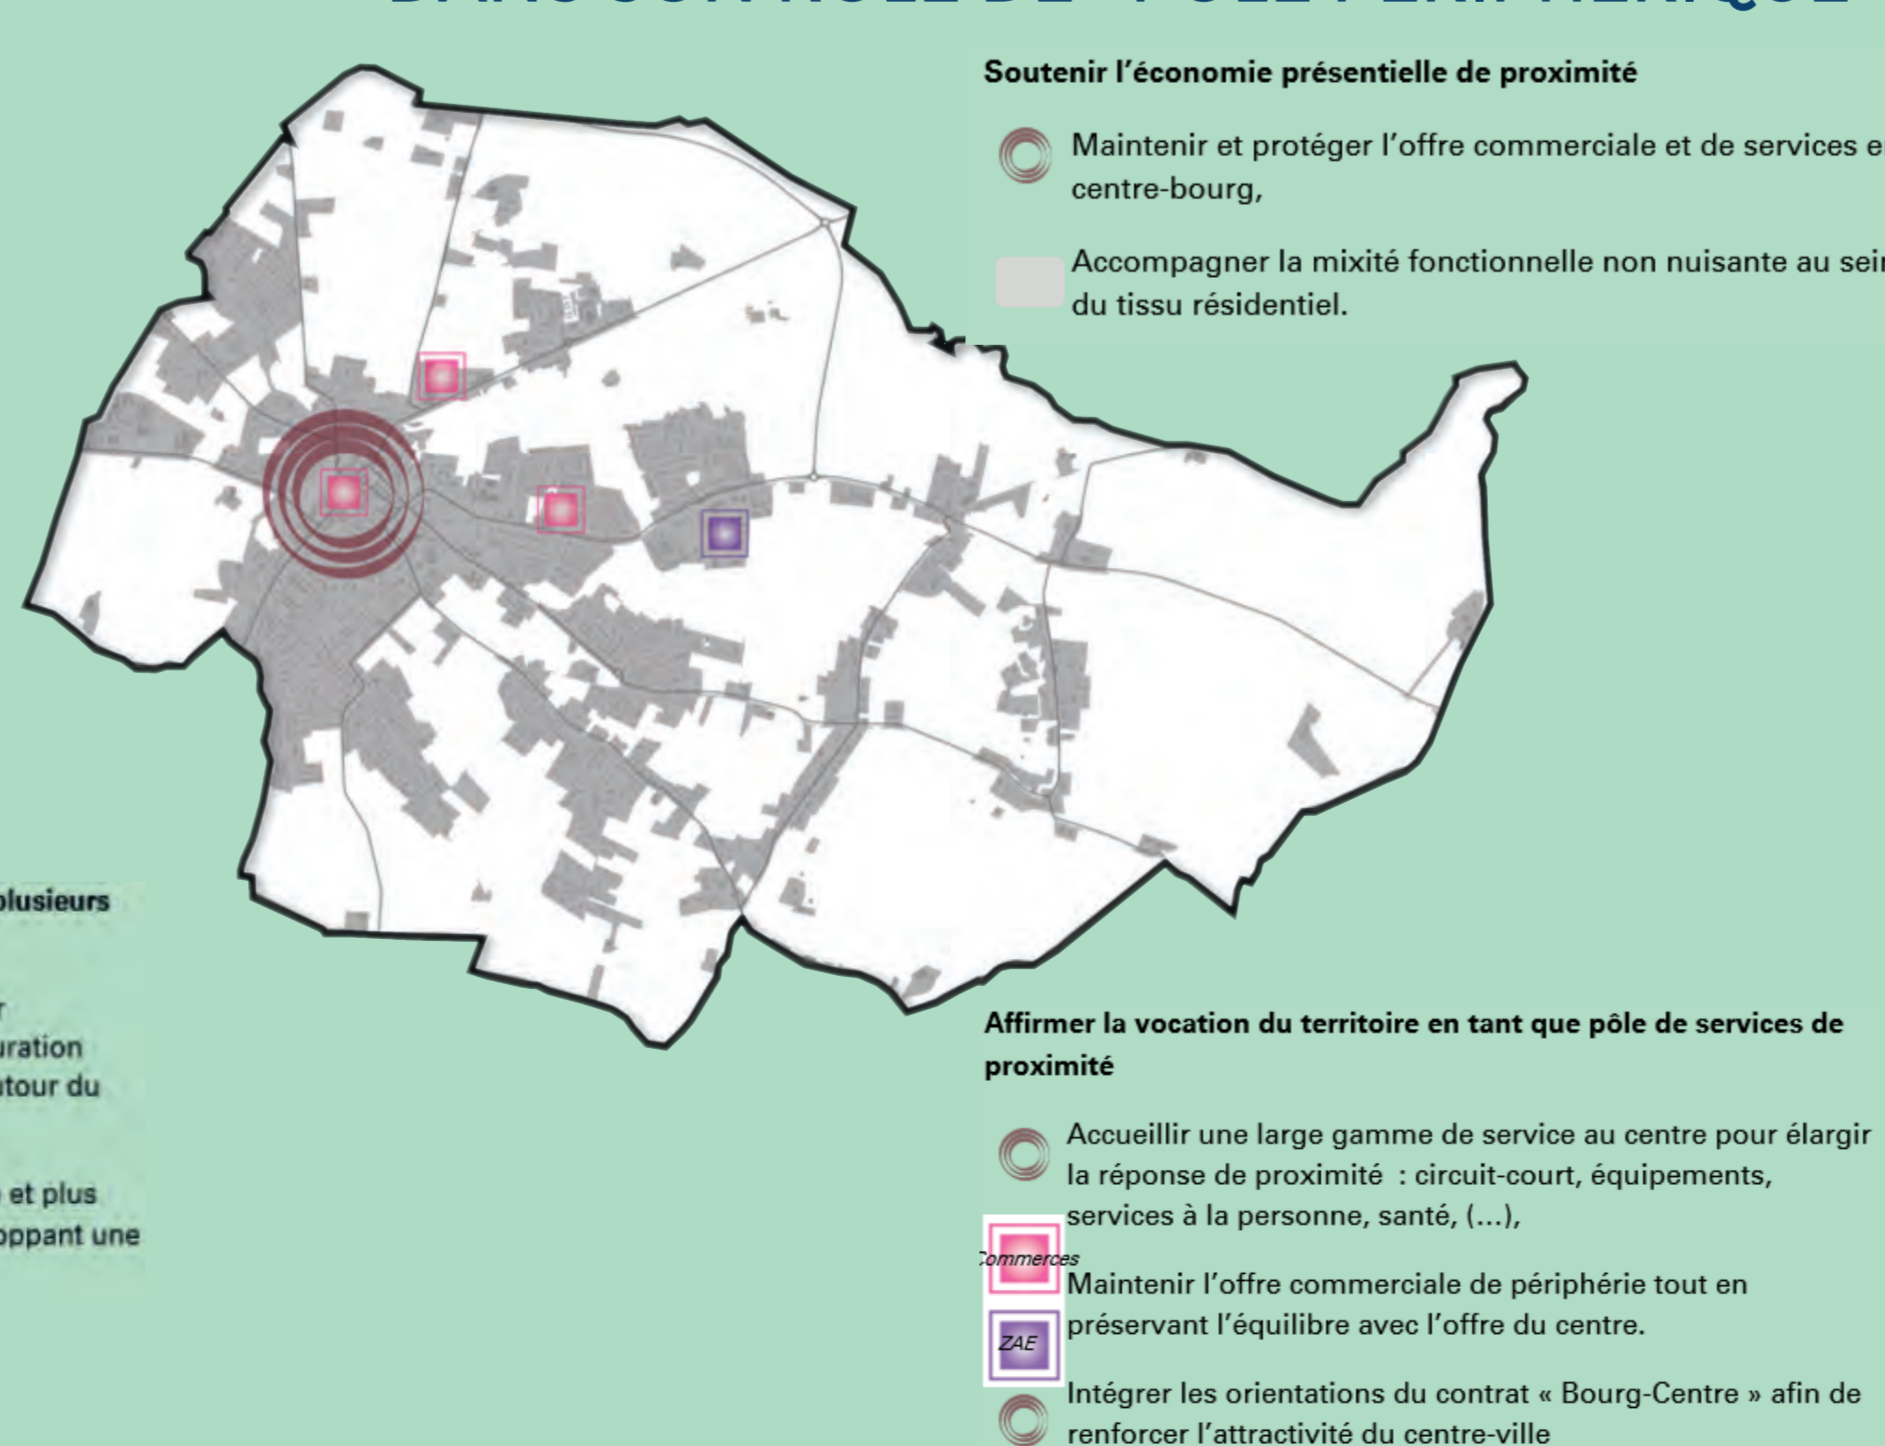 Soutenir l'économie présentielle de proximité
Maintenir et protéger l'offre commerciale et de services e
centre-bourg,
Accompagner la mixité fonctionnelle non nuisante au sein
du tissu résidentiel.
plusieurs
r
uration
utour du
et plus
oppant une
Affirmer la vocation du territoire en tant que pôle de services de
proximité
Accueillir une large gamme de service au centre pour élargir
la réponse de proximité : circuit-court, équipements,
services à la personne, santé, (...),
Commerces
Maintenir l'offre commerciale de périphérie tout en
préservant l'équilibre avec l'offre du centre.
ZAE
Intégrer les orientations du contrat « Bourg-Centre » afin de
renforcer l'attractivité du centre-ville